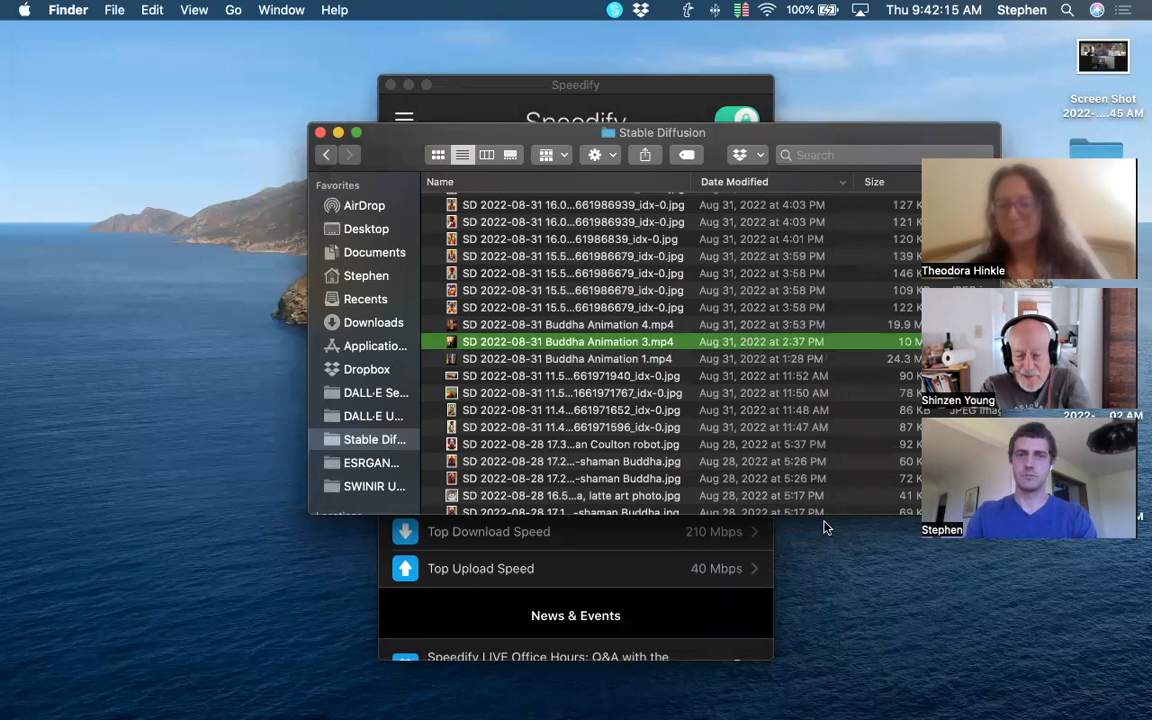 Finder File Edit View Go Window Help 100% Thu 9:42:15 AM Stephen
Speedify
Speedify
Screen Shot
2022-....45 AM
Stable Diffusion
Search
Favorites
AirDrop
Desktop
Documents
Stephen
Recents
Downloads
Applicatio...
Dropbox
DALL·E Se...
DALL·E U...
Stable Dif...
ESRGAN...
SWINIR U...
Name Date Modified Size
SD 2022-08-31 16.0...661986939_idx-0.jpg Aug 31, 2022 at 4:03 PM 127 K
SD 2022-08-31 16.0...661986939_idx-0.jpg Aug 31, 2022 at 4:03 PM 121 K
SD 2022-08-31 16.0...61986839_idx-0.jpg Aug 31, 2022 at 4:01 PM 120 K
SD 2022-08-31 15.5...661986679_idx-0.jpg Aug 31, 2022 at 3:59 PM 139 K
SD 2022-08-31 15.5...661986679_idx-0.jpg Aug 31, 2022 at 3:58 PM 146 K
SD 2022-08-31 15.5...661986679_idx-0.jpg Aug 31, 2022 at 3:58 PM 109 K
SD 2022-08-31 15.5...661986679_idx-0.jpg Aug 31, 2022 at 3:58 PM 122 K
SD 2022-08-31 Buddha Animation 4.mp4 Aug 31, 2022 at 3:53 PM 19.9 M
SD 2022-08-31 Buddha Animation 3.mp4 Aug 31, 2022 at 2:37 PM 10 M
SD 2022-08-31 Buddha Animation 1.mp4 Aug 31, 2022 at 1:28 PM 24.3 M
SD 2022-08-31 11.5...661971940_idx-0.jpg Aug 31, 2022 at 11:52 AM 90 K
SD 2022-08-31 11.5...1661971767_idx-0.jpg Aug 31, 2022 at 11:50 AM 78 K
SD 2022-08-31 11.4...661971652_idx-0.jpg Aug 31, 2022 at 11:48 AM 86 K
SD 2022-08-31 11.4...661971596_idx-0.jpg Aug 31, 2022 at 11:47 AM 87 K
SD 2022-08-28 17.3...an Coulton robot.jpg Aug 28, 2022 at 5:37 PM 92 K
SD 2022-08-28 17.2...-shaman Buddha.jpg Aug 28, 2022 at 5:26 PM 60 K
SD 2022-08-28 17.2...-shaman Buddha.jpg Aug 28, 2022 at 5:26 PM 72 K
SD 2022-08-28 16.5...a, latte art photo.jpg Aug 28, 2022 at 5:17 PM 41 K
SD 2022-08-28 17.1...-shaman Buddha.jpg Aug 28, 2022 at 5:17 PM 69 K
Theodora Hinkle
Shinzen Young
Stephen
Top Download Speed 210 Mbps
Top Upload Speed 40 Mbps
News & Events
Speedify LIVE Office Hours: Q&A with the